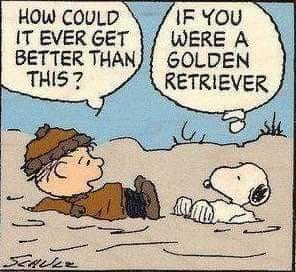 HOW COULD
IT EVER GET
BETTER THAN
THIS?
IF YOU
WERE A
GOLDEN
RETRIEVER
SCHULZ